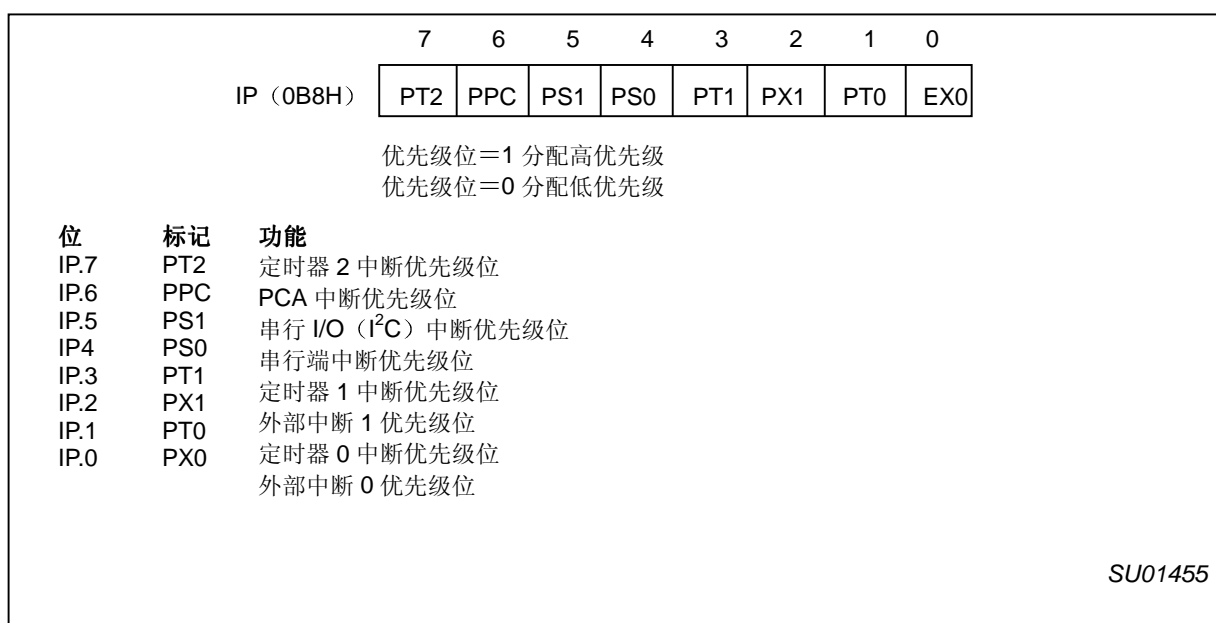 7 6 5 4 3 2 1 0
IP（0B8H） PT2 PPC PS1 PS0 PT1 PX1 PT0 EX0
优先级位＝1 分配高优先级
优先级位＝0 分配低优先级
位 标记 功能
IP.7 PT2 定时器 2 中断优先级位
IP.6 PPC PCA 中断优先级位
IP.5 PS1 串行 I/O（I²C）中断优先级位
IP4 PS0 串行端中断优先级位
IP.3 PT1 定时器 1 中断优先级位
IP.2 PX1 外部中断 1 优先级位
IP.1 PT0 定时器 0 中断优先级位
IP.0 PX0 外部中断 0 优先级位
SU01455